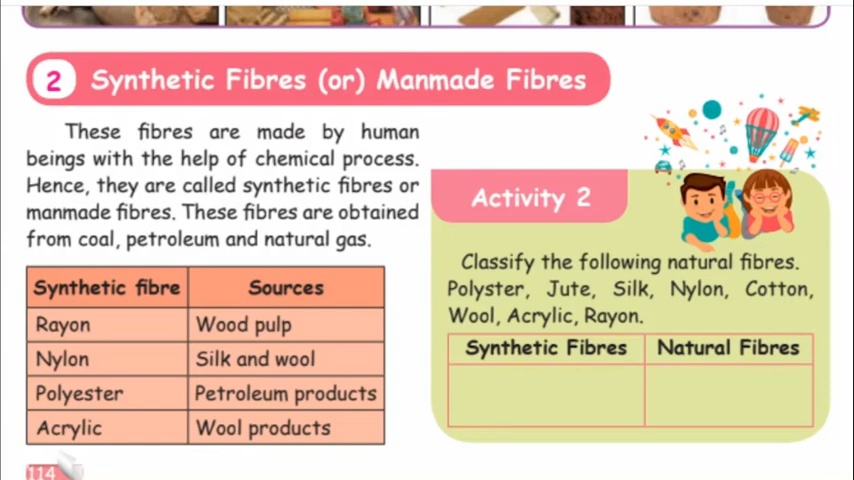 2 Synthetic Fibres (or) Manmade Fibres
These fibres are made by human
beings with the help of chemical process.
Hence, they are called synthetic fibres or
manmade fibres. These fibres are obtained
from coal, petroleum and natural gas.
Synthetic fibre Sources
Rayon Wood pulp
Nylon Silk and wool
Polyester Petroleum products
Acrylic Wool products
Activity 2
Classify the following natural fibres.
Polyster, Jute, Silk, Nylon, Cotton,
Wool, Acrylic, Rayon.
Synthetic Fibres Natural Fibres
114